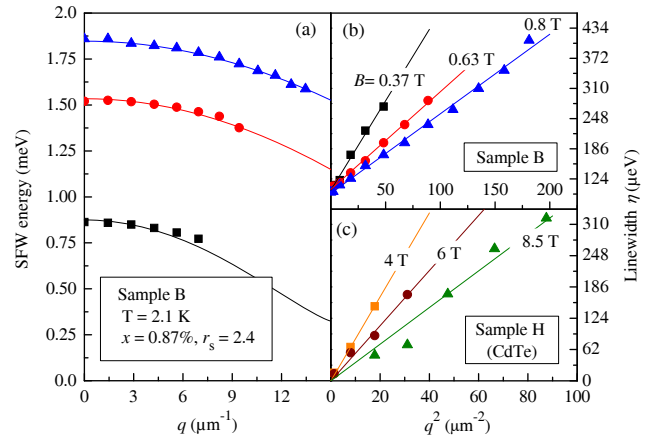 (a)
(b)
(c)
SFW energy (meV)
2.00
1.75
1.50
1.25
1.00
0.75
0.50
0.25
0.0
0
3
6
9
12
q (μm⁻¹)
Sample B
T = 2.1 K
x = 0.87%, rₛ = 2.4
B= 0.37 T
0.63 T
0.8 T
Sample B
0
50
100
150
200
434
372
310
248
186
124
4 T
6 T
8.5 T
Sample H
(CdTe)
310
248
186
124
62
0
Linewidth η (μeV)
0
20
40
60
80
100
q² (μm⁻²)